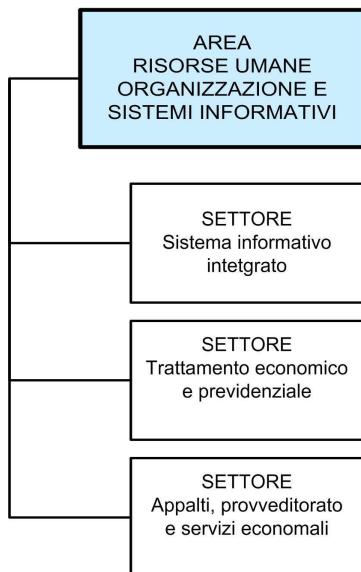 AREA
RISORSE UMANE
ORGANIZZAZIONE E
SISTEMI INFORMATIVI
SETTORE
Sistema informativo
intetgrato
SETTORE
Trattamento economico
e previdenziale
SETTORE
Appalti, provveditorato
e servizi economali